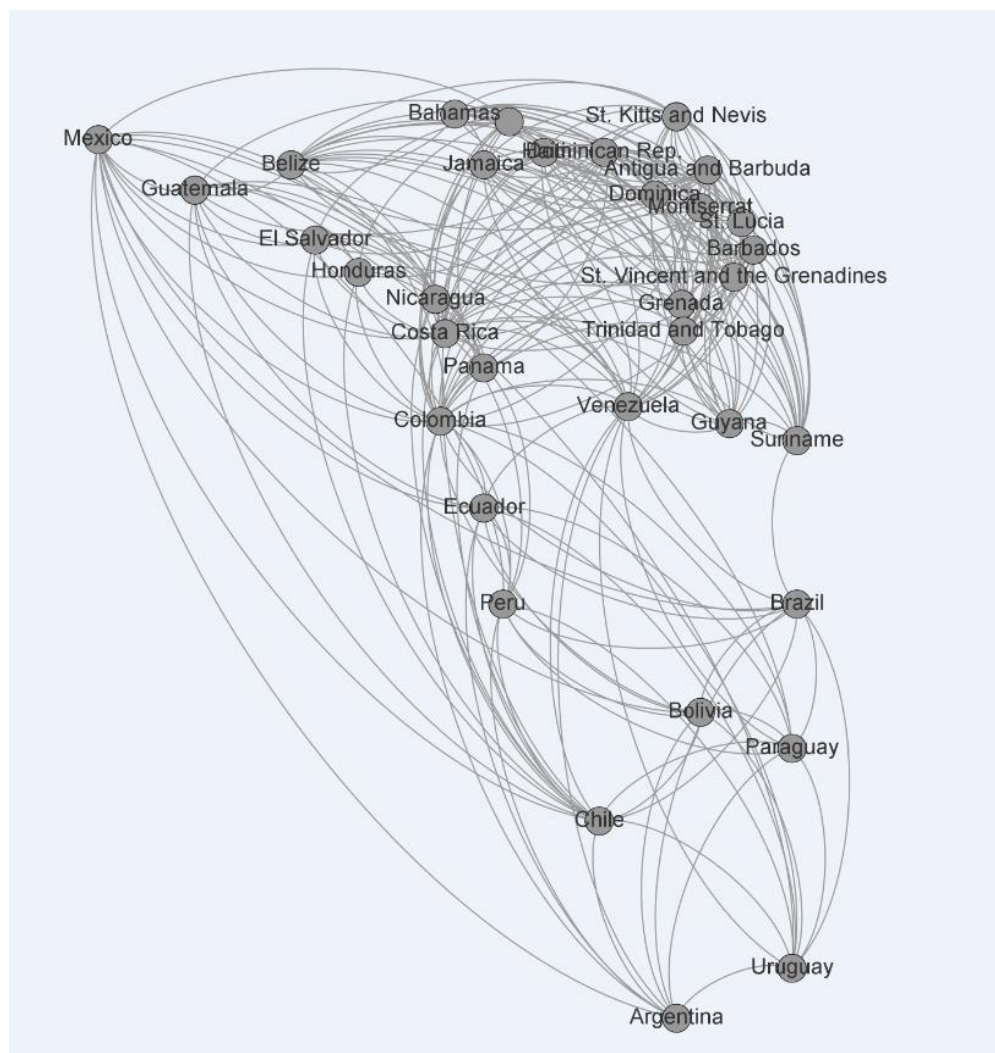 Bahamas
St. Kitts and Nevis
Mexico
Haiti
Dominican Rep.
Belize
Jamaica
Antigua and Barbuda
Guatemala
Dominica
Montserrat
St. Lucia
El Salvador
Barbados
Honduras
St. Vincent and the Grenadines
Nicaragua
Grenada
Costa Rica
Trinidad and Tobago
Panama
Venezuela
Colombia
Guyana
Suriname
Ecuador
Peru
Brazil
Bolivia
Paraguay
Chile
Uruguay
Argentina